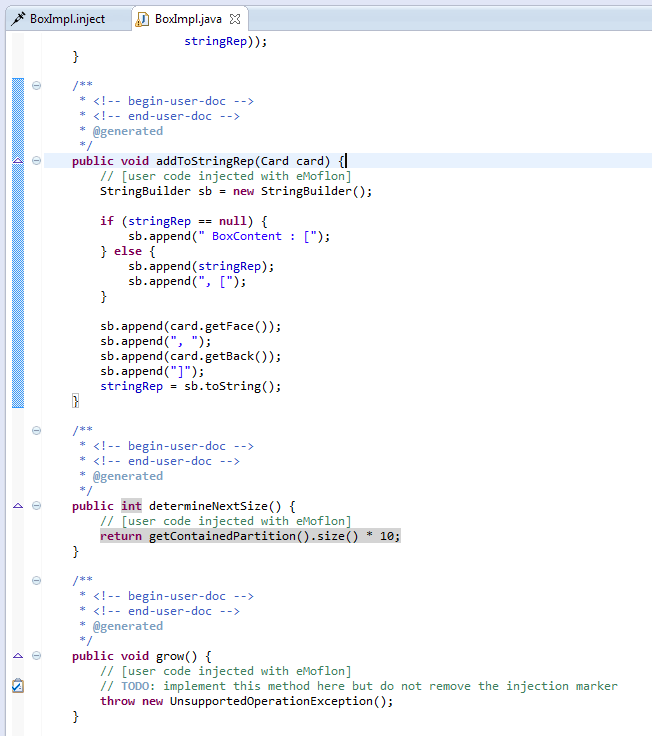 BoxImpl.inject
BoxImpl.java
stringRep));
}
/**
* <!-- begin-user-doc -->
* <!-- end-user-doc -->
* @generated
*/
public void addToStringRep(Card card) {
// [user code injected with eMoflon]
StringBuilder sb = new StringBuilder();
if (stringRep == null) {
sb.append(" BoxContent : [");
} else {
sb.append(stringRep);
sb.append(", [");
}
sb.append(card.getFace());
sb.append(", ");
sb.append(card.getBack());
sb.append("]");
stringRep = sb.toString();
}
/**
* <!-- begin-user-doc -->
* <!-- end-user-doc -->
* @generated
*/
public int determineNextSize() {
// [user code injected with eMoflon]
return getContainedPartition().size() * 10;
}
/**
* <!-- begin-user-doc -->
* <!-- end-user-doc -->
* @generated
*/
public void grow() {
// [user code injected with eMoflon]
// TODO: implement this method here but do not remove the injection marker
throw new UnsupportedOperationException();
}